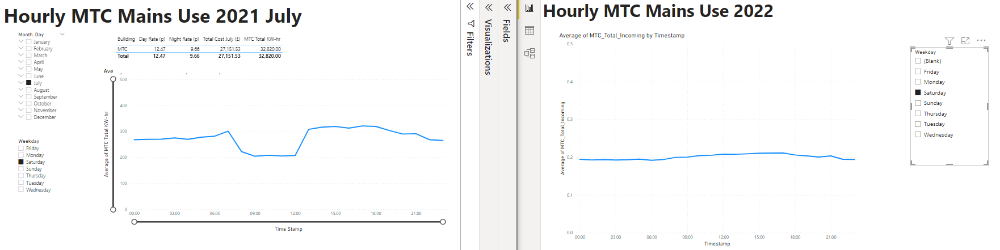 Hourly MTC Mains Use 2021 July
Month, Day
January
February
March
April
May
June
July
August
September
October
November
December
Weekday
Friday
Monday
Saturday
Sunday
Thursday
Tuesday
Wednesday
Building Day Rate (p) Night Rate (p) Total Cost July (£) MTC Total KW-hr
MTC 12.47 9.66 27,151.53 32,820.00
Total 12.47 9.66 27,151.53 32,820.00
Ave
500
400
300
200
100
0
Average of MTC Total KW-hr
00:00 03:00 06:00 09:00 12:00 15:00 18:00 21:00
Time Stamp
Filters
Visualizations
Fields
Hourly MTC Mains Use 2022
Average of MTC_Total_Incoming by Timestamp
0.5
0.4
0.3
0.2
0.1
0.0
Average of MTC_Total_Incoming
00:00 03:00 06:00 09:00 12:00 15:00 18:00 21:00
Timestamp
Weekday
(Blank)
Friday
Monday
Saturday
Sunday
Thursday
Tuesday
Wednesday